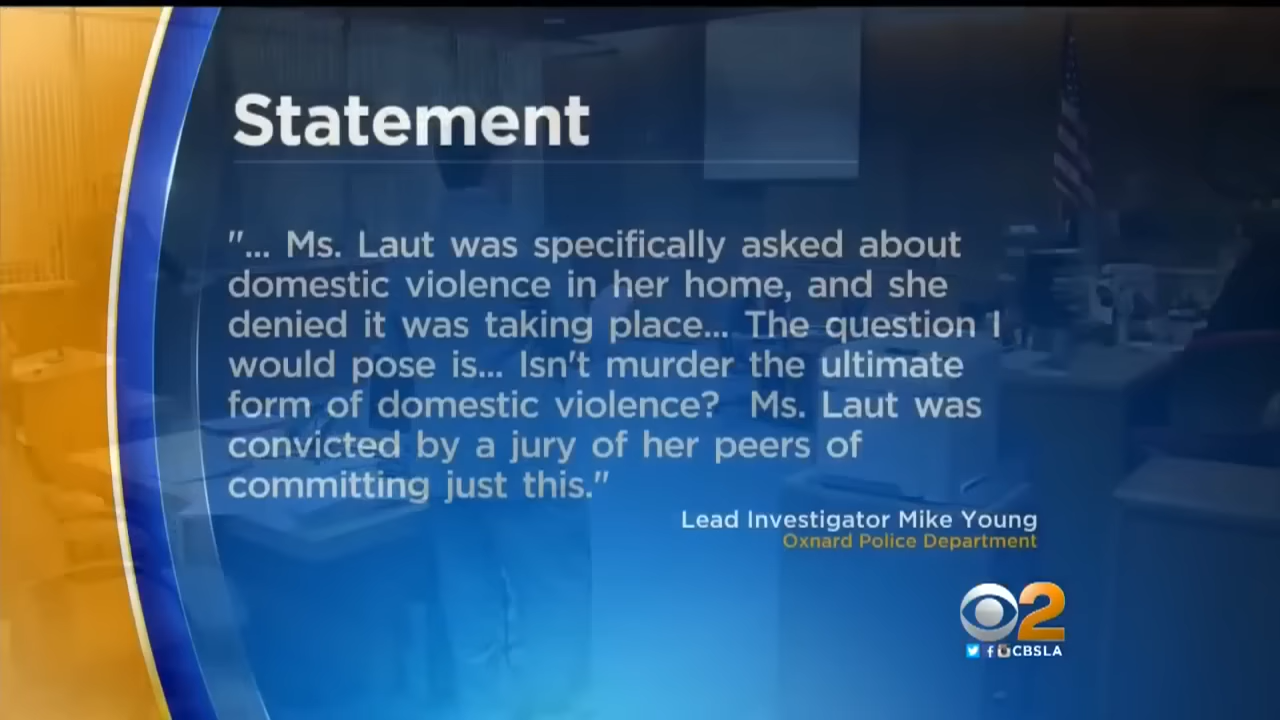 Statement
"... Ms. Laut was specifically asked about
domestic violence in her home, and she
denied it was taking place... The question I
would pose is... Isn't murder the ultimate
form of domestic violence?  Ms. Laut was
convicted by a jury of her peers of
committing just this."
Lead Investigator Mike Young
Oxnard Police Department
2
CBSLA